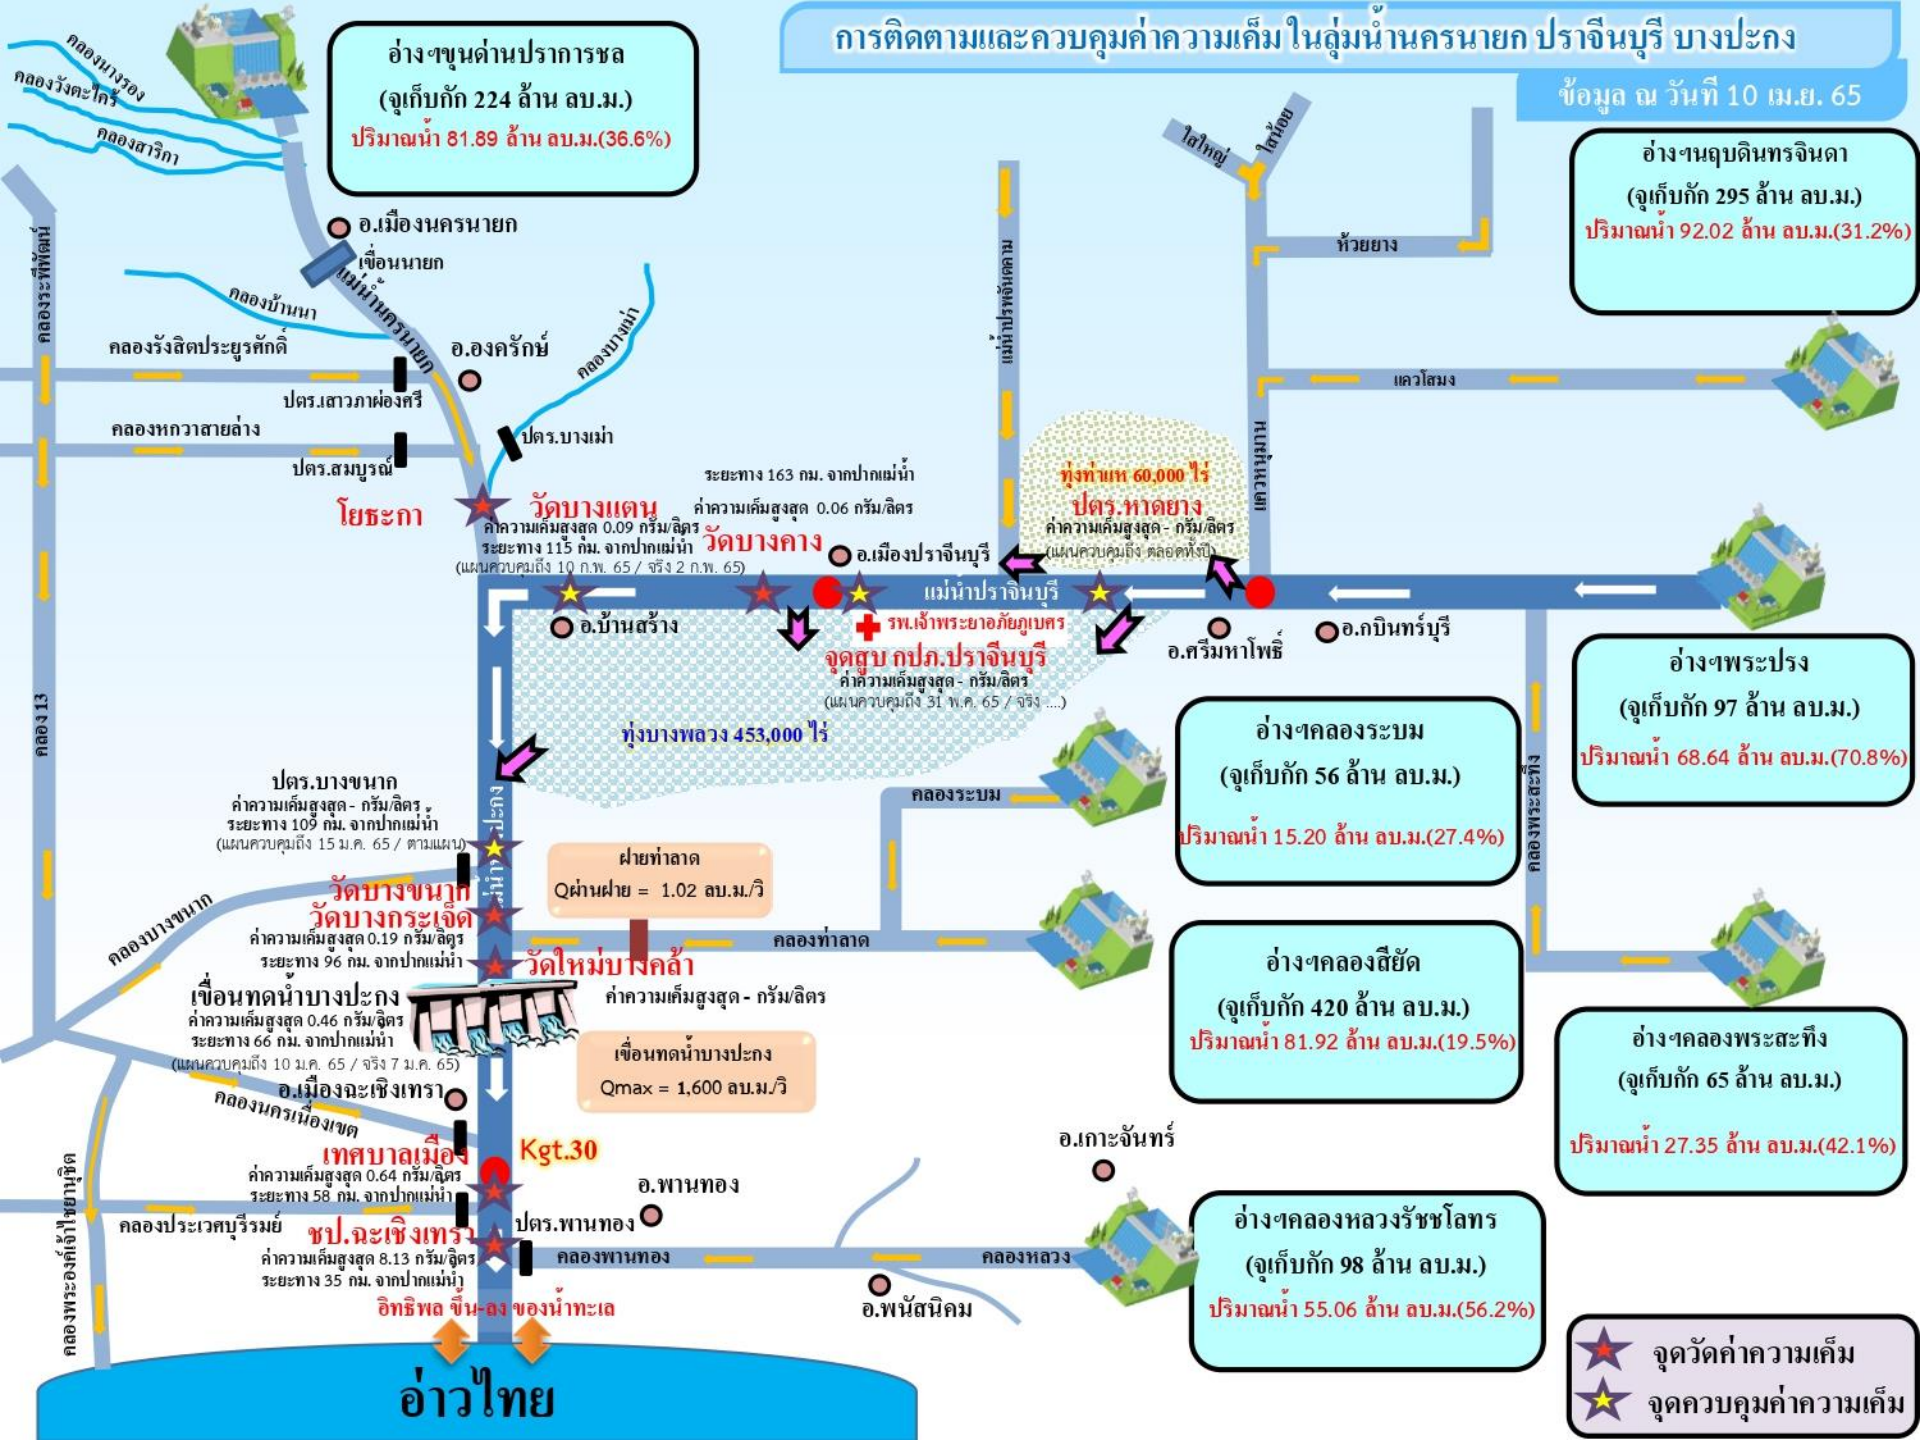 การติดตามและควบคุมค่าความเค็ม ในลุ่มน้ำนครนายก ปราจีนบุรี บางปะกง
ข้อมูล ณ วันที่ 10 เม.ย. 65
คลองนางรอง
คลองวังตะไคร้
คลองสาริกา
อ่างฯขุนด่านปราการชล
(จุเก็บกัก 224 ล้าน ลบ.ม.)
ปริมาณน้ำ 81.89 ล้าน ลบ.ม.(36.6%)
ใสใหญ่
ใสน้อย
อ่างฯนฤบดินทรจินดา
(จุเก็บกัก 295 ล้าน ลบ.ม.)
ปริมาณน้ำ 92.02 ล้าน ลบ.ม.(31.2%)
ห้วยยาง
อ.เมืองนครนายก
เขื่อนนายก
แม่น้ำนครนายก
คลองระพีพัฒน์
คลองบ้านนา
คลองรังสิตประยูรศักดิ์
อ.องครักษ์
คลองบางเม่า
ปตร.เสาวภาผ่องศรี
คลองหกวาสายล่าง
ปตร.บางเม่า
ปตร.สมบูรณ์
แควโสมง
แควหนุมาน
โยธะกา
วัดบางแตน
ค่าความเค็มสูงสุด 0.09 กรัม/ลิตร
ระยะทาง 115 กม. จากปากแม่น้ำ
(แผนควบคุมถึง 10 ก.พ. 65 / จริง 2 ก.พ. 65)
ระยะทาง 163 กม. จากปากแม่น้ำ
ค่าความเค็มสูงสุด 0.06 กรัม/ลิตร
วัดบางคาง
อ.เมืองปราจีนบุรี
ทุ่งท่าแห 60,000 ไร่
ปตร.หาดยาง
ค่าความเค็มสูงสุด - กรัม/ลิตร
(แผนควบคุมถึง ตลอดทั้งปี)
แม่น้ำปราจีนบุรี
อ.บ้านสร้าง
รพ.เจ้าพระยาอภัยภูเบศร
จุดสูบ กปภ.ปราจีนบุรี
ค่าความเค็มสูงสุด - กรัม/ลิตร
(แผนควบคุมถึง 31 พ.ค. 65 / จริง ....)
อ.ศรีมหาโพธิ์
อ.กบินทร์บุรี
อ่างฯพระปรง
(จุเก็บกัก 97 ล้าน ลบ.ม.)
ปริมาณน้ำ 68.64 ล้าน ลบ.ม.(70.8%)
ทุ่งบางพลวง 453,000 ไร่
คลอง 13
อ่างฯคลองระบม
(จุเก็บกัก 56 ล้าน ลบ.ม.)
ปริมาณน้ำ 15.20 ล้าน ลบ.ม.(27.4%)
คลองระบม
คลองพระสะทึง
ปตร.บางขนาก
ค่าความเค็มสูงสุด - กรัม/ลิตร
ระยะทาง 109 กม. จากปากแม่น้ำ
(แผนควบคุมถึง 15 ม.ค. 65 / ตามแผน)
ฝายท่าลาด
Qผ่านฝาย = 1.02 ลบ.ม./วิ
วัดบางขนาก
วัดบางกระเจ็ด
ค่าความเค็มสูงสุด 0.19 กรัม/ลิตร
ระยะทาง 96 กม. จากปากแม่น้ำ
คลองบางขนาก
คลองท่าลาด
วัดใหม่บางคล้า
ค่าความเค็มสูงสุด - กรัม/ลิตร
อ่างฯคลองสียัด
(จุเก็บกัก 420 ล้าน ลบ.ม.)
ปริมาณน้ำ 81.92 ล้าน ลบ.ม.(19.5%)
เขื่อนทดน้ำบางปะกง
ค่าความเค็มสูงสุด 0.46 กรัม/ลิตร
ระยะทาง 66 กม. จากปากแม่น้ำ
(แผนควบคุมถึง 10 ม.ค. 65 / จริง 7 ม.ค. 65)
เขื่อนทดน้ำบางปะกง
Qmax = 1,600 ลบ.ม./วิ
อ่างฯคลองพระสะทึง
(จุเก็บกัก 65 ล้าน ลบ.ม.)
ปริมาณน้ำ 27.35 ล้าน ลบ.ม.(42.1%)
อ.เมืองฉะเชิงเทรา
คลองนครเนื่องเขต
เทศบาลเมือง
ค่าความเค็มสูงสุด 0.64 กรัม/ลิตร
ระยะทาง 58 กม. จากปากแม่น้ำ
Kgt.30
อ.เกาะจันทร์
อ.พานทอง
คลองพระองค์เจ้าไชยานุชิต
คลองประเวศบุรีรมย์
ชป.ฉะเชิงเทรา
ค่าความเค็มสูงสุด 8.13 กรัม/ลิตร
ระยะทาง 35 กม. จากปากแม่น้ำ
ปตร.พานทอง
คลองพานทอง
คลองหลวง
อ่างฯคลองหลวงรัชชโลทร
(จุเก็บกัก 98 ล้าน ลบ.ม.)
ปริมาณน้ำ 55.06 ล้าน ลบ.ม.(56.2%)
อ.พนัสนิคม
อิทธิพล ขึ้น-ลง ของน้ำทะเล
อ่าวไทย
จุดวัดค่าความเค็ม
จุดควบคุมค่าความเค็ม